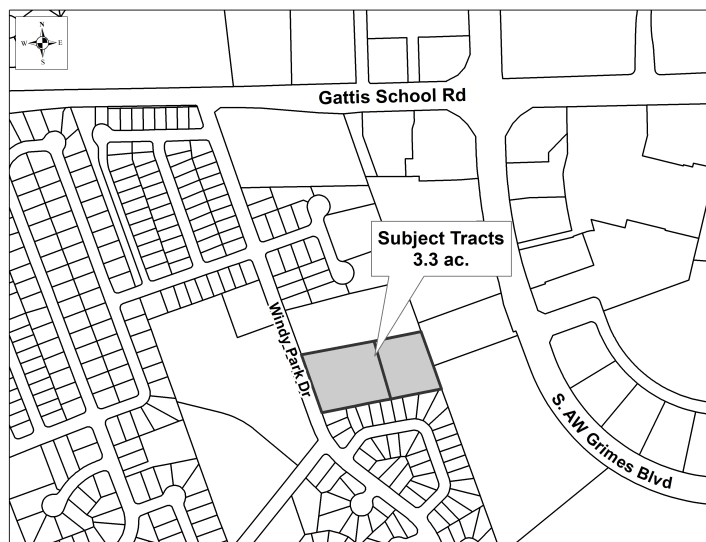 N
W E
S
Gattis School Rd
Subject Tracts
3.3 ac.
Windy Park Dr
S. AW Grimes Blvd